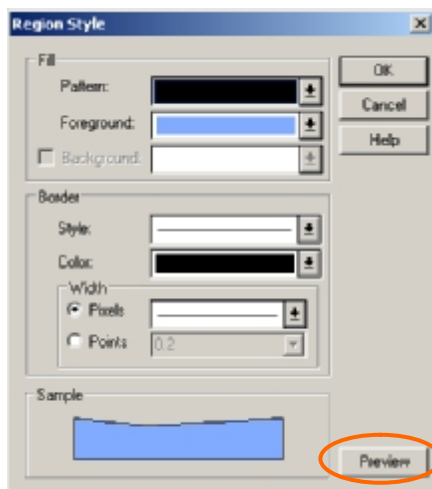 Region Style
Fill
Pattern:
Foreground:
Background:
Border
Style:
Color:
Width
Pixels
Points
0.2
Sample
OK
Cancel
Help
Preview